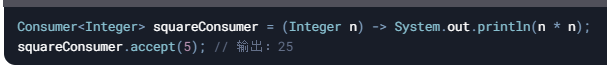 Consumer<Integer> squareConsumer = (Integer n) -> System.out.println(n * n);
squareConsumer.accept(5); // 输出: 25